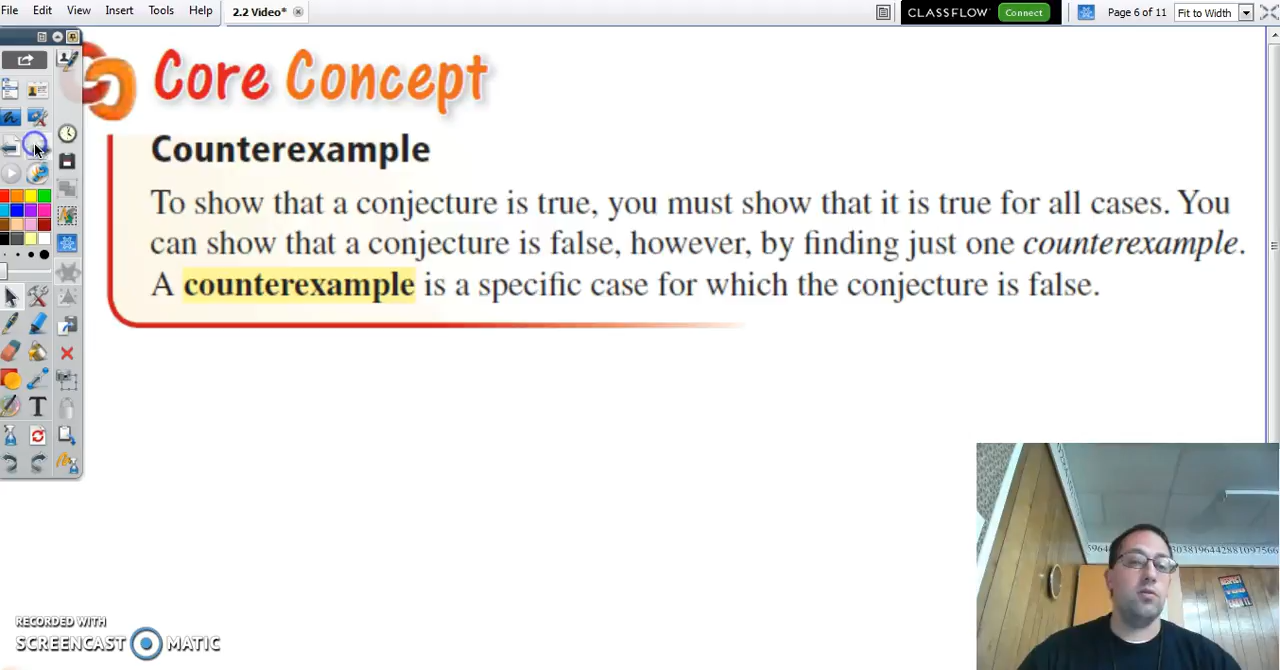 File Edit View Insert Tools Help 2.2 Video* CLASSFLOW Connect Page 6 of 11 Fit to Width
Core Concept
Counterexample
To show that a conjecture is true, you must show that it is true for all cases. You
can show that a conjecture is false, however, by finding just one counterexample.
A counterexample is a specific case for which the conjecture is false.
T
RECORDED WITH
SCREENCAST MATIC